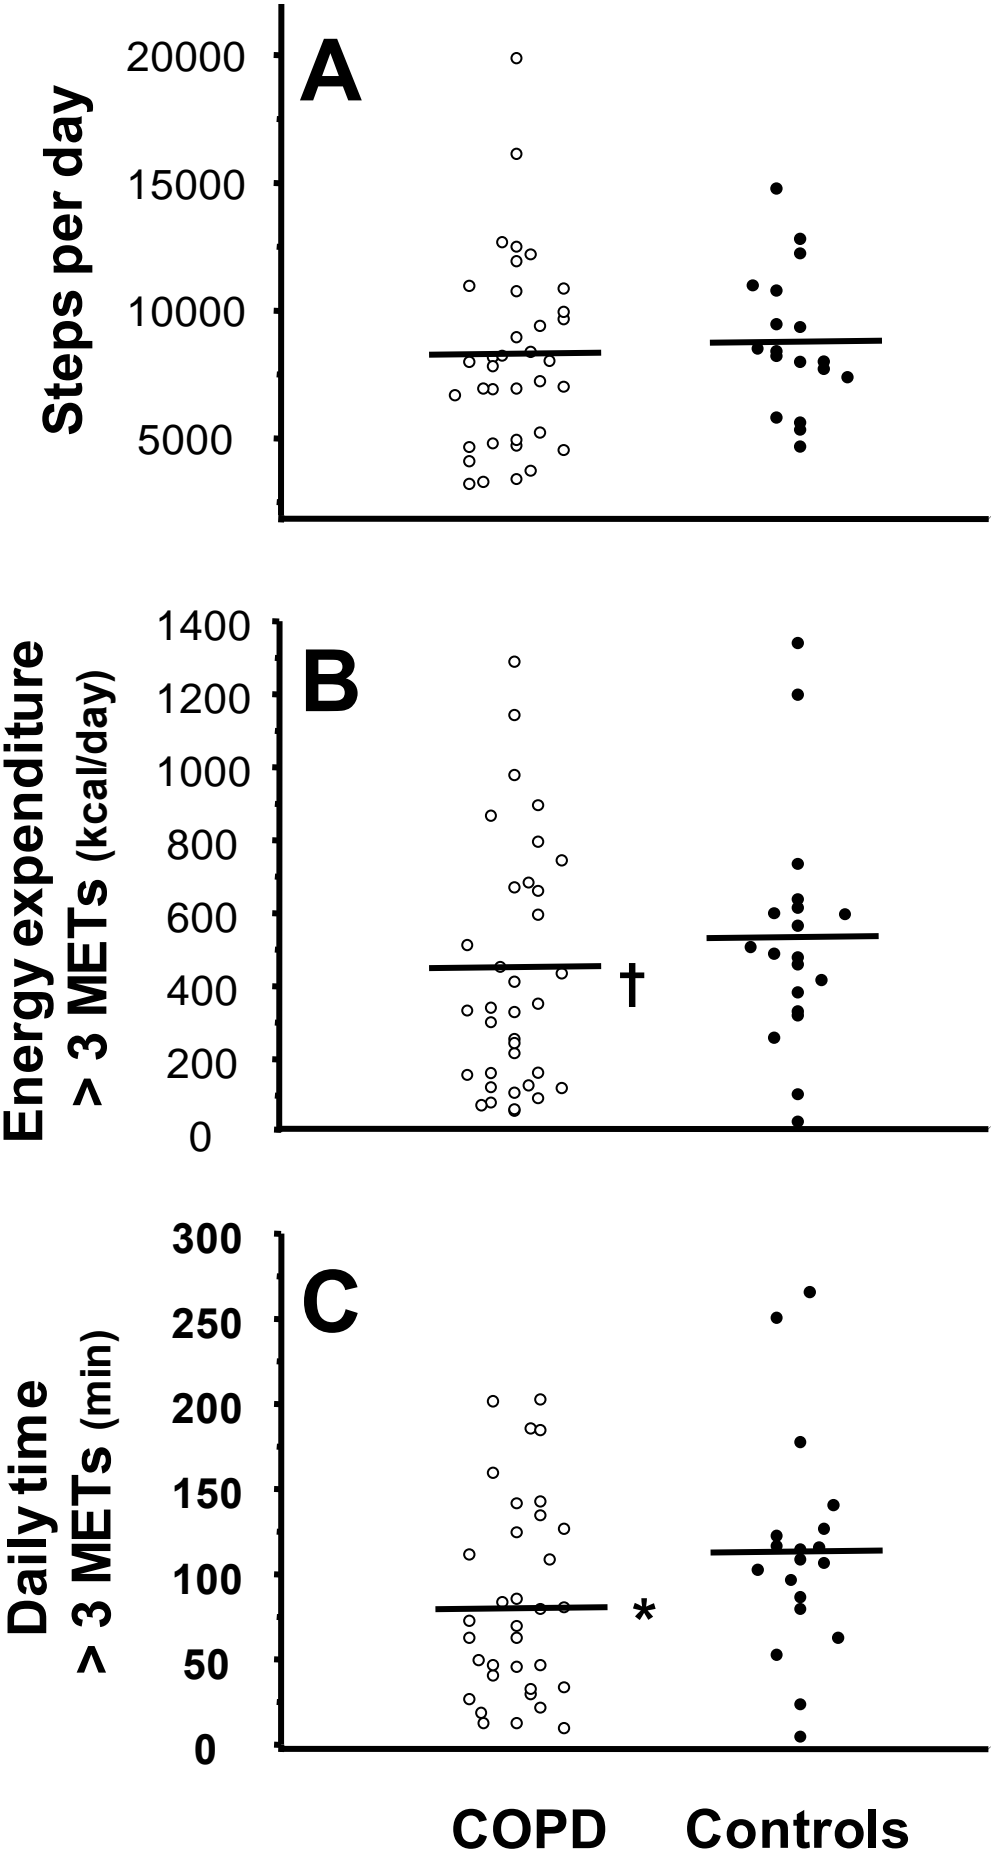 A
Steps per day
20000
15000
10000
5000
B
Energy expenditure
> 3 METs (kcal/day)
1400
1200
1000
800
600
400
200
0
†
C
Daily time
> 3 METs (min)
300
250
200
150
100
50
0
*
COPD Controls